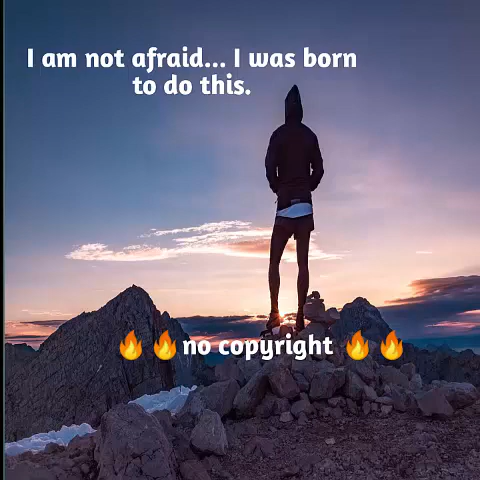 I am not afraid... I was born
to do this.
🔥🔥no copyright 🔥🔥